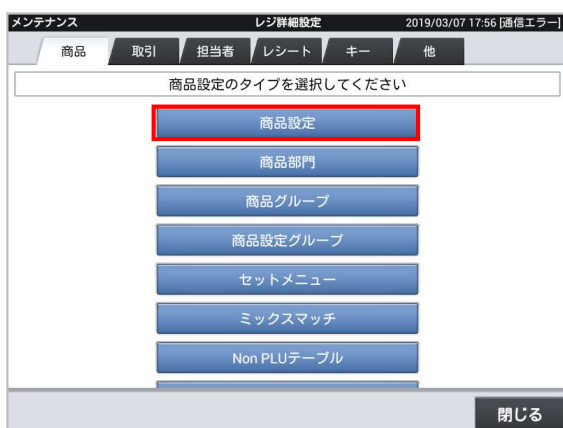 メンテナンス レジ詳細設定 2019/03/07 17:56 [通信エラー]
商品 取引 担当者 レシート キー 他
商品設定のタイプを選択してください
商品設定
商品部門
商品グループ
商品設定グループ
セットメニュー
ミックスマッチ
Non PLUテーブル
閉じる